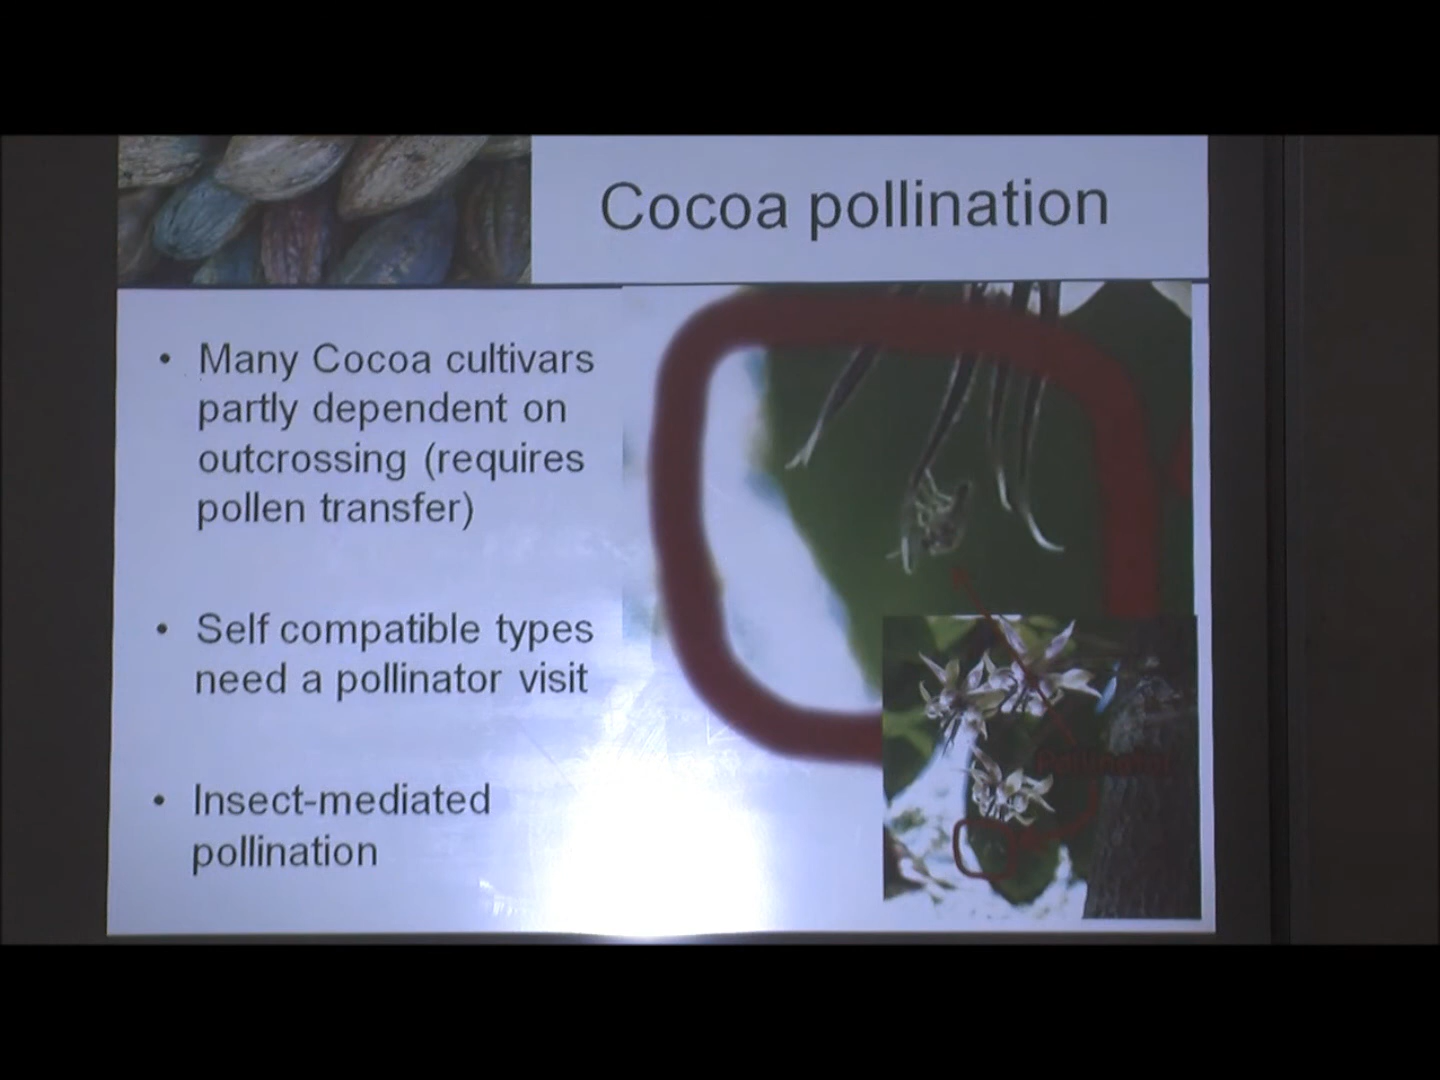 Cocoa pollination
• Many Cocoa cultivars
partly dependent on
outcrossing (requires
pollen transfer)
• Self compatible types
need a pollinator visit
• Insect-mediated
pollination